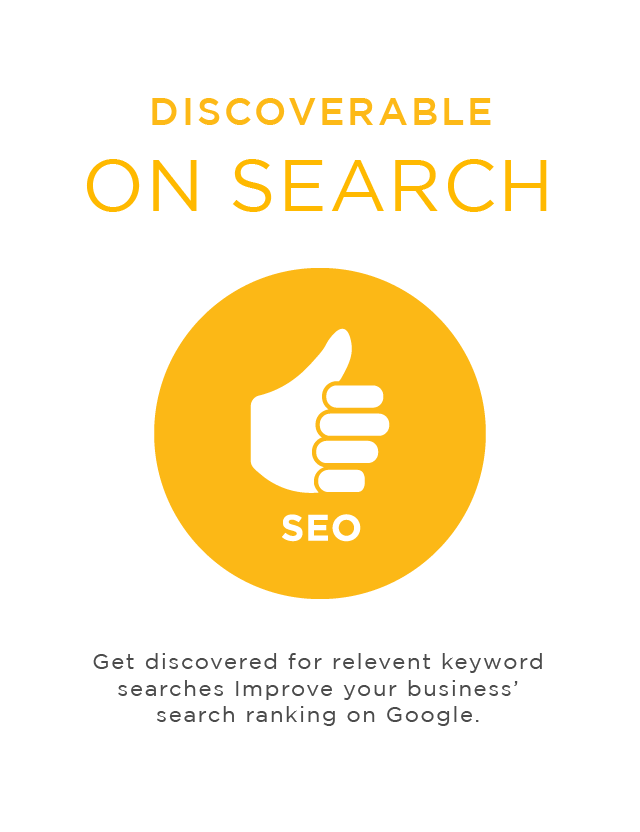 DISCOVERABLE
ON SEARCH
SEO
Get discovered for relevent keyword
searches Improve your business’
search ranking on Google.